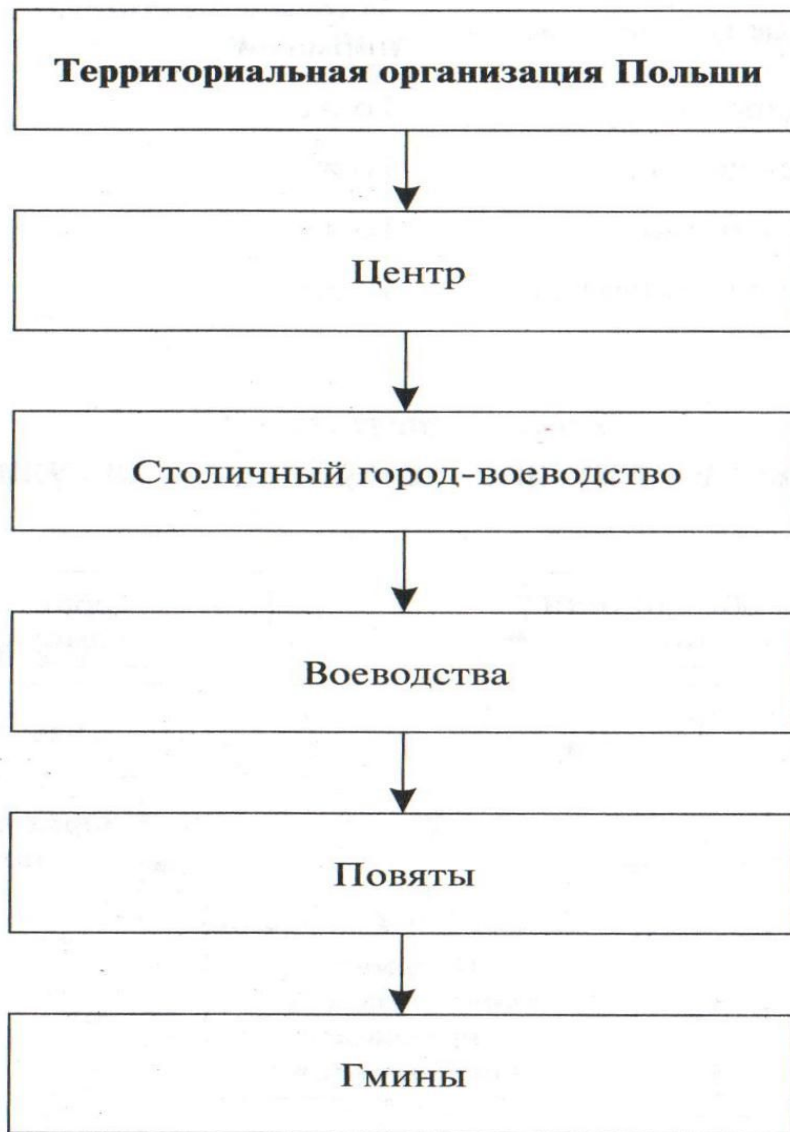 Территориальная организация Польши
Центр
Столичный город-воеводство
Воеводства
Повяты
Гмины